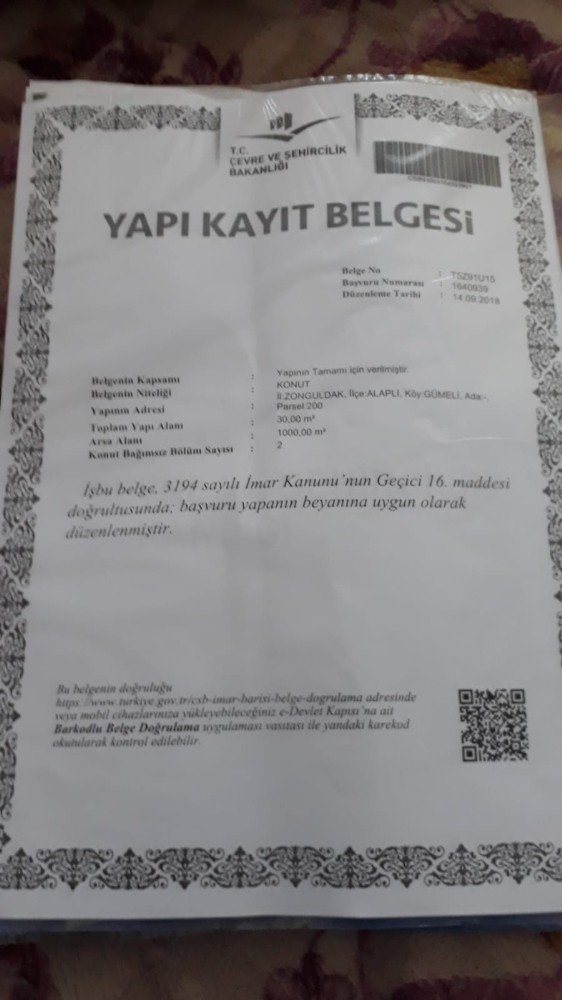 T.C.
ÇEVRE VE ŞEHİRCİLİK
BAKANLIĞI
YAPI KAYIT BELGESİ
Belge No : T5Z91U15
Başvuru Numarası : 1640939
Düzenleme Tarihi : 14.09.2018
Belgenin Kapsamı : Yapının Tamamı için verilmiştir.
Belgenin Niteliği : KONUT
Yapının Adresi : İl:ZONGULDAK, İlçe:ALAPLI, Köy:GÜMELİ, Ada:-,
Parsel:200
Toplam Yapı Alanı : 30,00 m²
Arsa Alanı : 1000,00 m²
Konut Bağımsız Bölüm Sayısı : 2
İşbu belge, 3194 sayılı İmar Kanunu'nun Geçici 16. maddesi
doğrultusunda; başvuru yapanın beyanına uygun olarak
düzenlenmiştir.
Bu belgenin doğruluğu
https://www.turkiye.gov.tr/csb-imar-barisi-belge-dogrulama adresinde
veya mobil cihazlarınıza yükleyebileceğiniz e-Devlet Kapısı'na ait
Barkodlu Belge Doğrulama uygulaması vasıtası ile yandaki karekod
okutularak kontrol edilebilir.